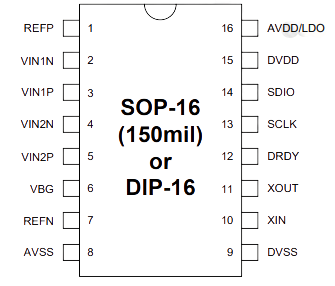 REFP 1 16 AVDD/LDO
VIN1N 2 15 DVDD
VIN1P 3 14 SDIO
SOP-16
VIN2N 4 13 SCLK
(150mil)
VIN2P 5 12 DRDY
or
VBG 6 11 XOUT
DIP-16
REFN 7 10 XIN
AVSS 8 9 DVSS